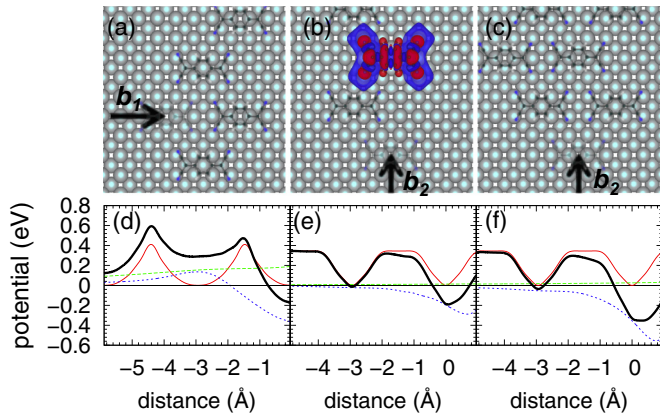 (a) (b) (c)
b1 b2 b2
(d) (e) (f)
potential (eV)
0.8
0.6
0.4
0.2
0
−0.2
−0.4
−0.6
−5 −4 −3 −2 −1 −4 −3 −2 −1 0 −4 −3 −2 −1 0
distance (Å) distance (Å) distance (Å)